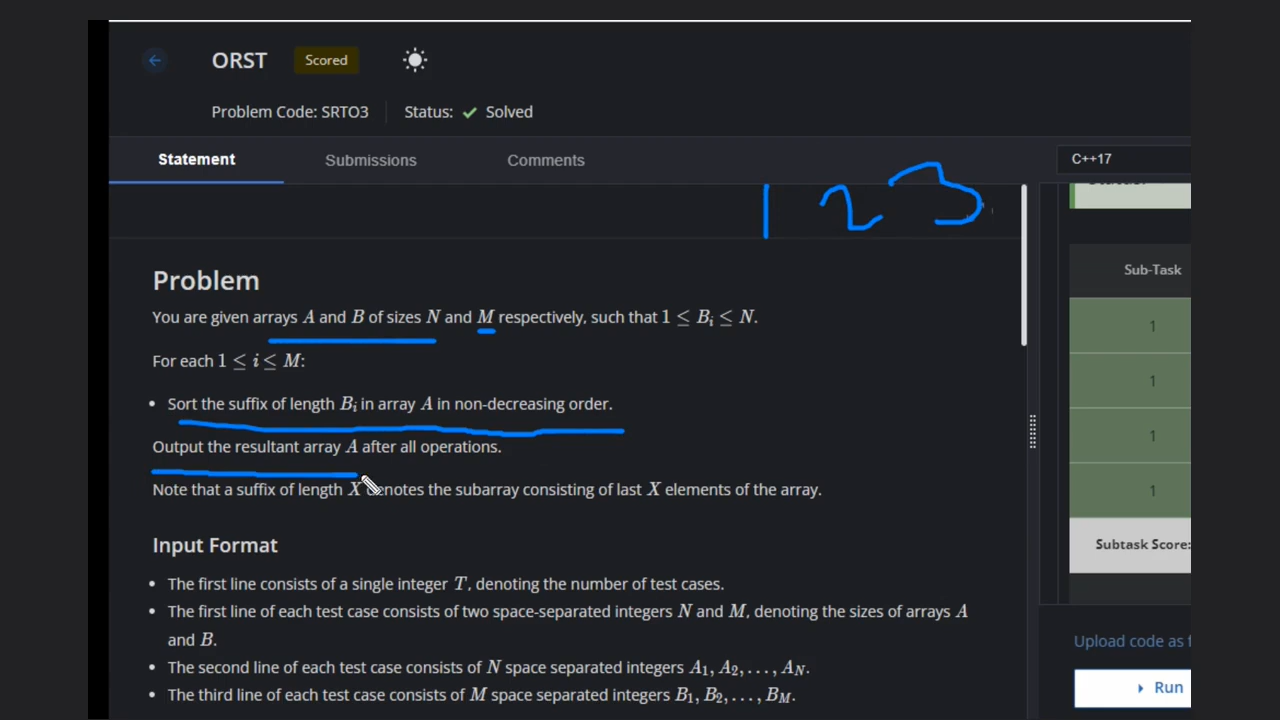 ORST Scored
Problem Code: SRTO3 Status: Solved
Statement Submissions Comments
C++17
1 2 3
Sub-Task
Problem
You are given arrays A and B of sizes N and M respectively, such that 1 ≤ B_i ≤ N.
1
For each 1 ≤ i ≤ M:
1
• Sort the suffix of length B_i in array A in non-decreasing order.
1
Output the resultant array A after all operations.
Note that a suffix of length X denotes the subarray consisting of last X elements of the array.
1
Input Format
Subtask Score:
• The first line consists of a single integer T, denoting the number of test cases.
• The first line of each test case consists of two space-separated integers N and M, denoting the sizes of arrays A
and B.
Upload code as f
• The second line of each test case consists of N space separated integers A_1, A_2, . . . , A_N.
• The third line of each test case consists of M space separated integers B_1, B_2, . . . , B_M.
Run